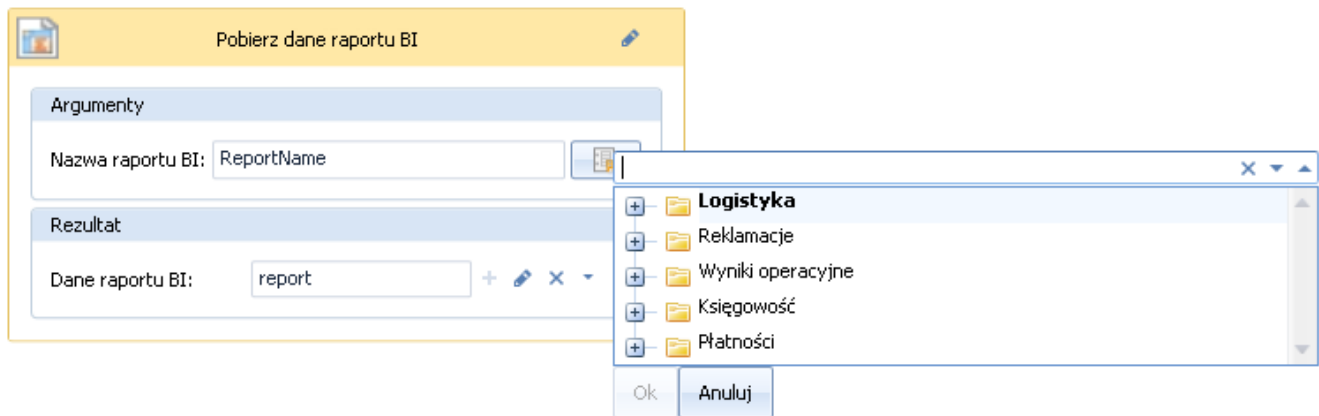 Pobierz dane raportu BI
Argumenty
Nazwa raportu BI: ReportName
Rezultat
Dane raportu BI: report
Logistyka
Reklamacje
Wyniki operacyjne
Księgowość
Płatności
Ok Anuluj